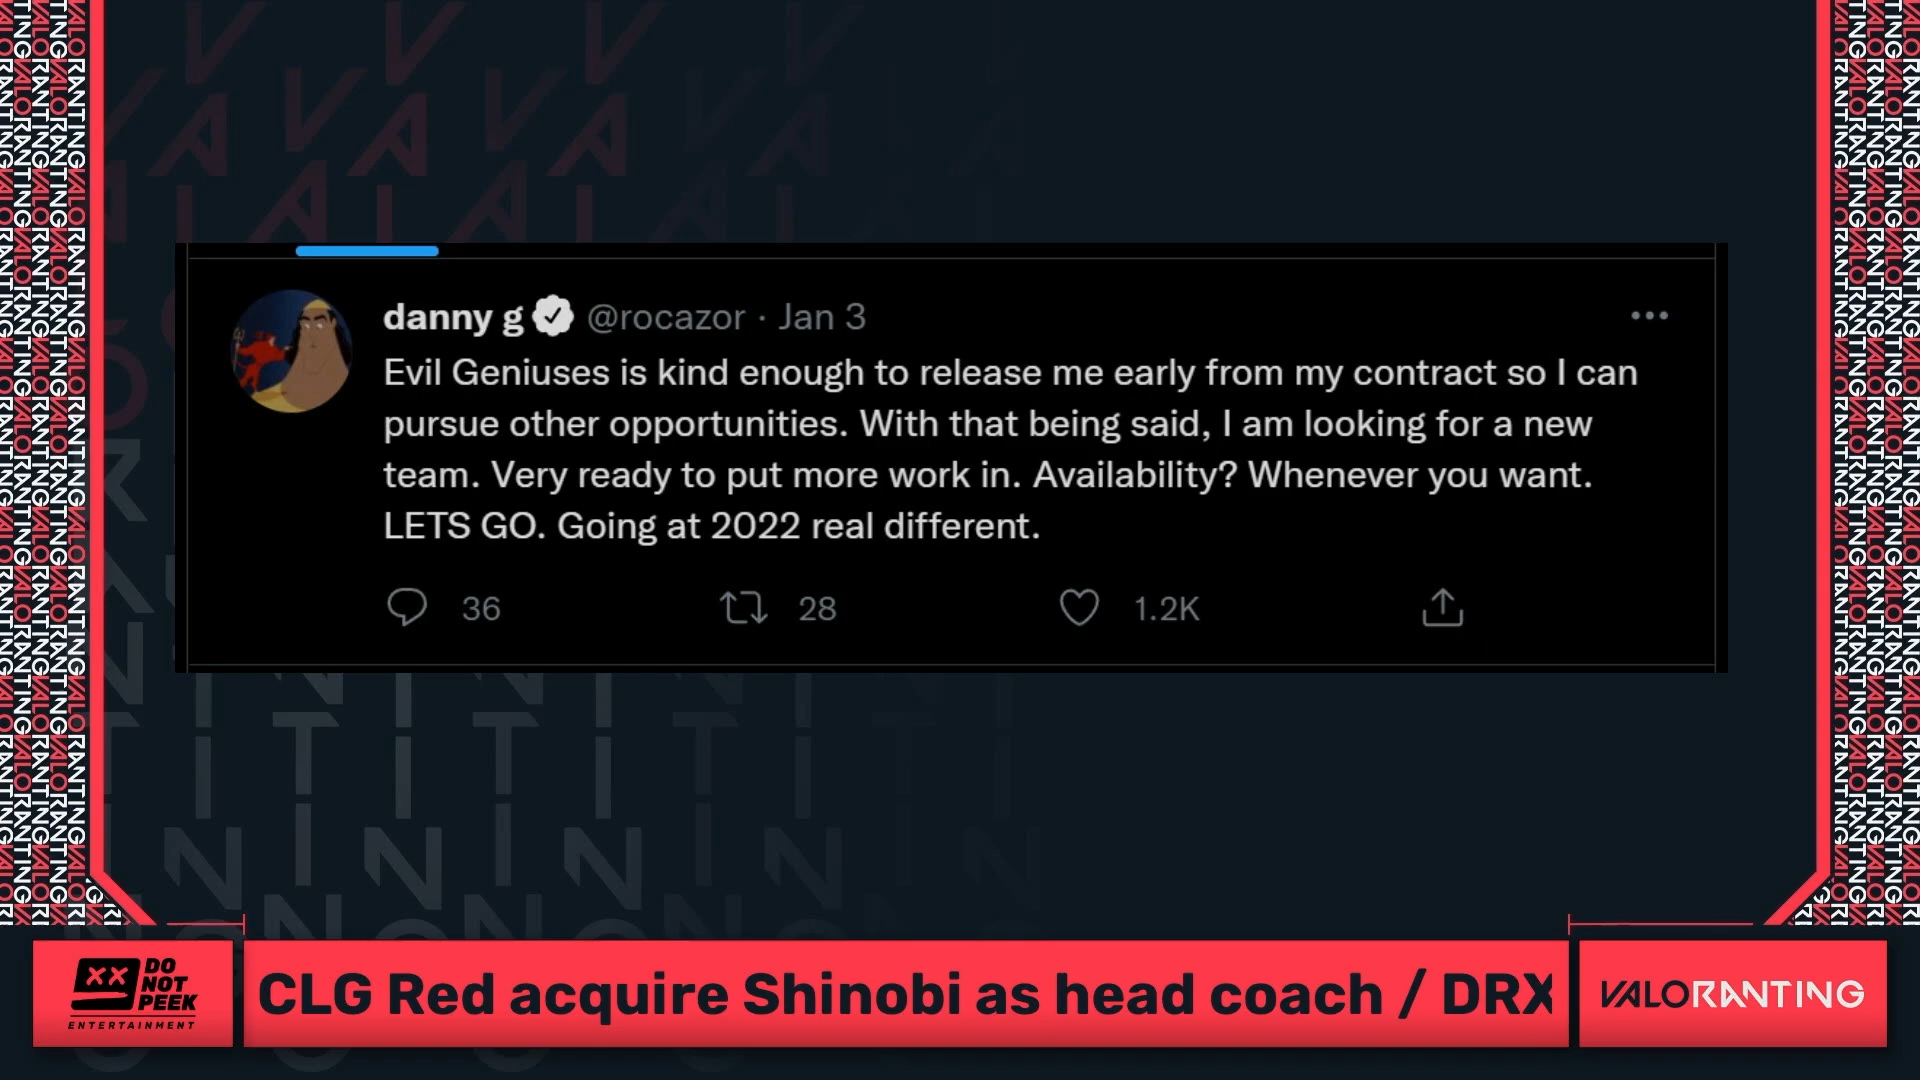 danny g @rocazor · Jan 3
Evil Geniuses is kind enough to release me early from my contract so I can
pursue other opportunities. With that being said, I am looking for a new
team. Very ready to put more work in. Availability? Whenever you want.
LETS GO. Going at 2022 real different.
36 28 1.2K
DO
NOT
PEEK
ENTERTAINMENT
CLG Red acquire Shinobi as head coach / DRX
VALORANTING